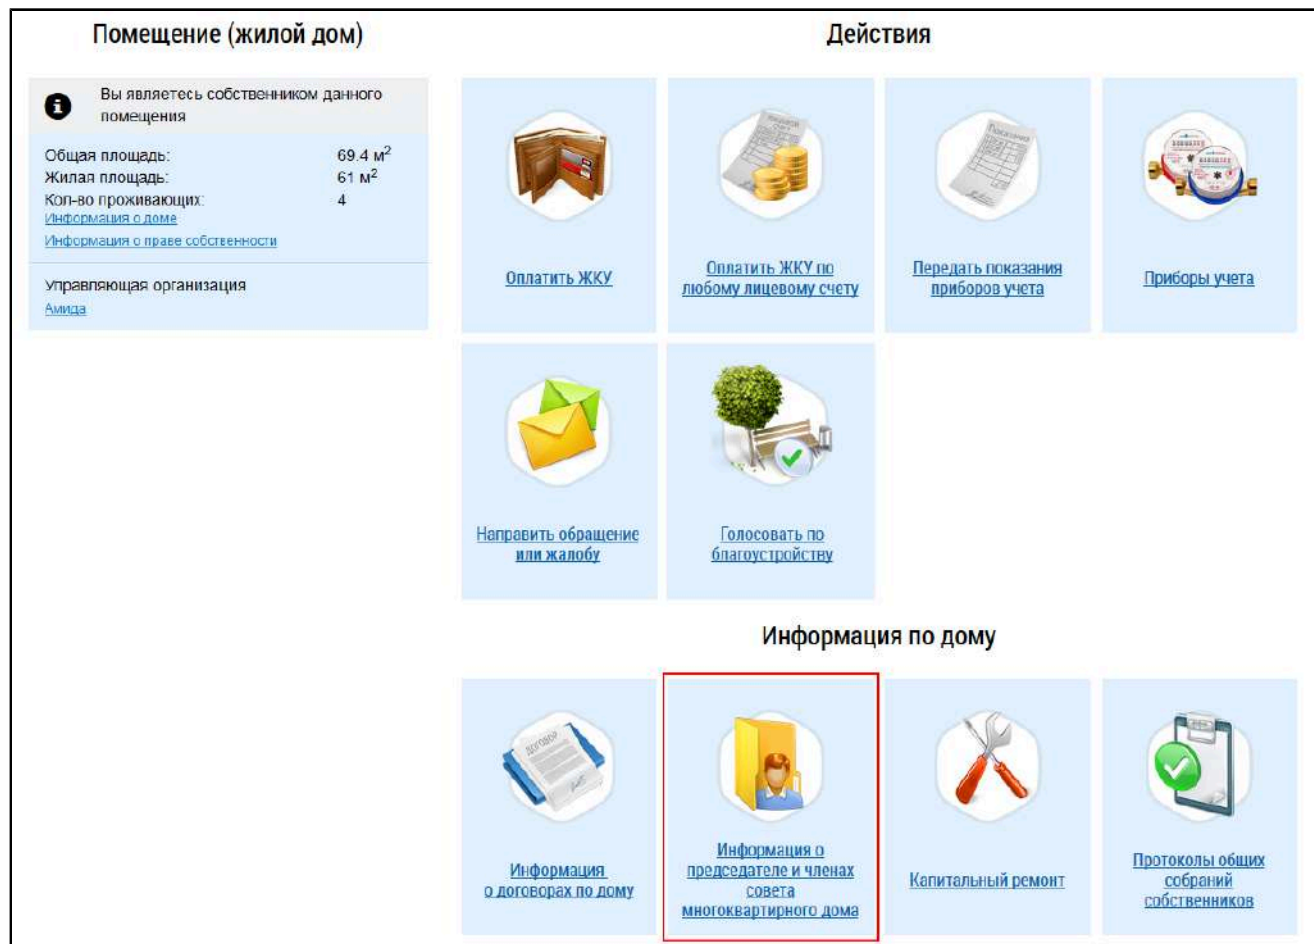 Помещение (жилой дом)
Вы являетесь собственником данного
помещения
Общая площадь: 69.4 м²
Жилая площадь: 61 м²
Кол-во проживающих: 4
Информация о доме
Информация о праве собственности
Управляющая организация
Амида
Действия
Оплатить ЖКУ
Оплатить ЖКУ по
любому лицевому счету
Показания
Передать показания
приборов учета
Приборы учета
Направить обращение
или жалобу
Голосовать по
благоустройству
Информация по дому
ДОГОВОР
Информация
о договорах по дому
Информация о
председателе и членах
совета
многоквартирного дома
Капитальный ремонт
Протоколы общих
собраний
собственников